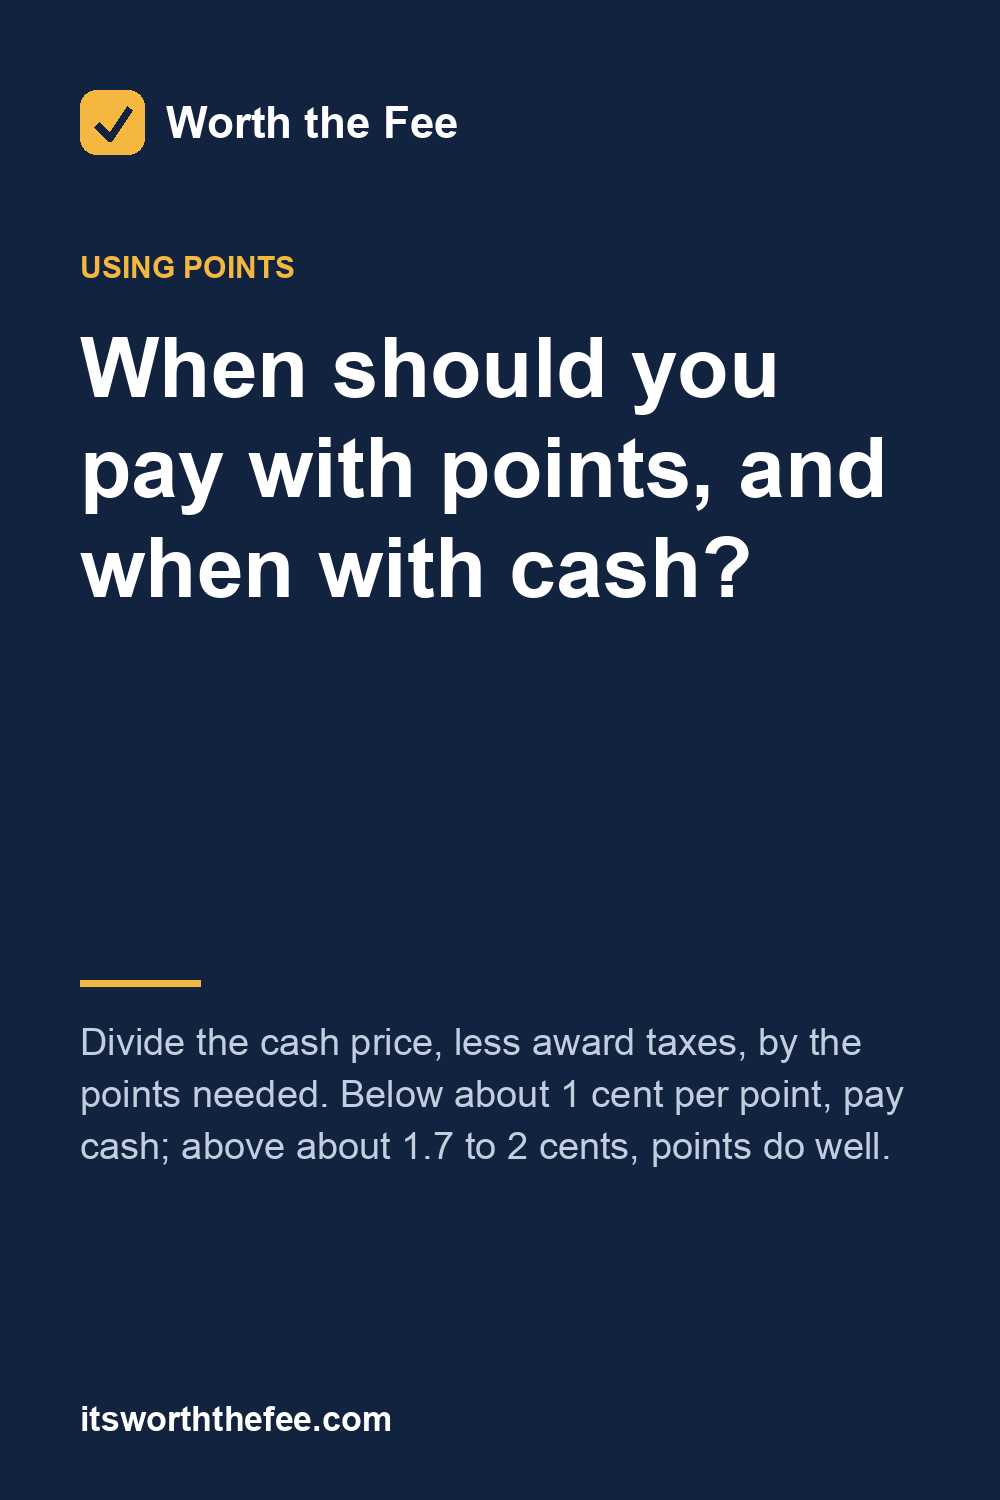 Worth the Fee
USING POINTS
When should you
pay with points, and
when with cash?
Divide the cash price, less award taxes, by the
points needed. Below about 1 cent per point, pay
cash; above about 1.7 to 2 cents, points do well.
itsworththefee.com